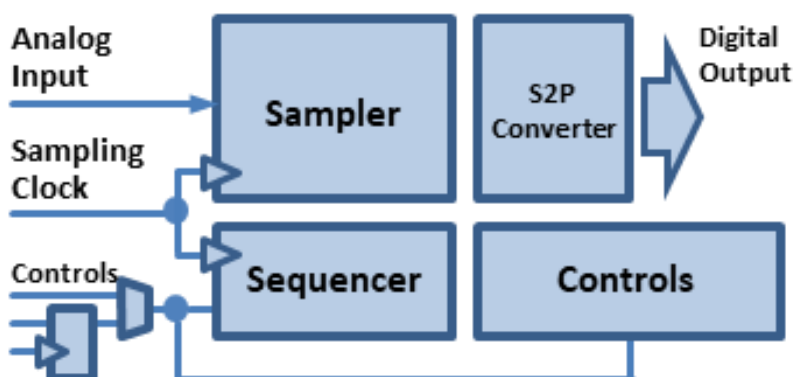 Analog
Input
Sampling
Clock
Controls
Sampler
S2P
Converter
Digital
Output
Sequencer
Controls